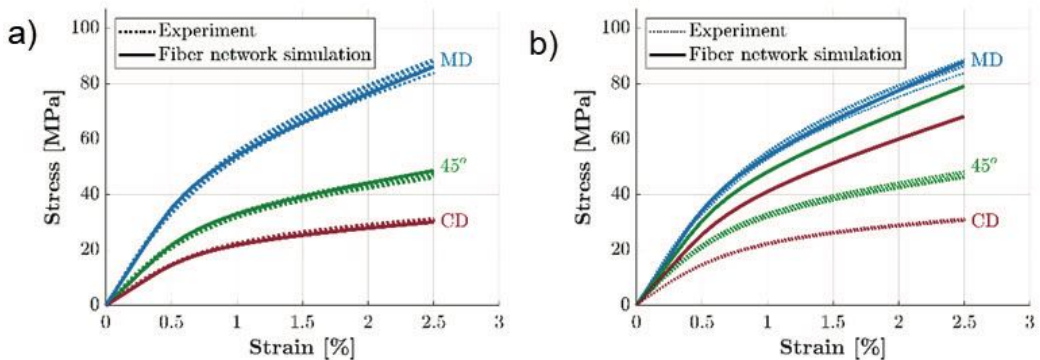 a)
Experiment
Fiber network simulation
MD
45º
CD
Stress [MPa]
100
80
60
40
20
0
0 0.5 1 1.5 2 2.5 3
Strain [%]
b)
Experiment
Fiber network simulation
MD
45º
CD
Stress [MPa]
100
80
60
40
20
0
0 0.5 1 1.5 2 2.5 3
Strain [%]